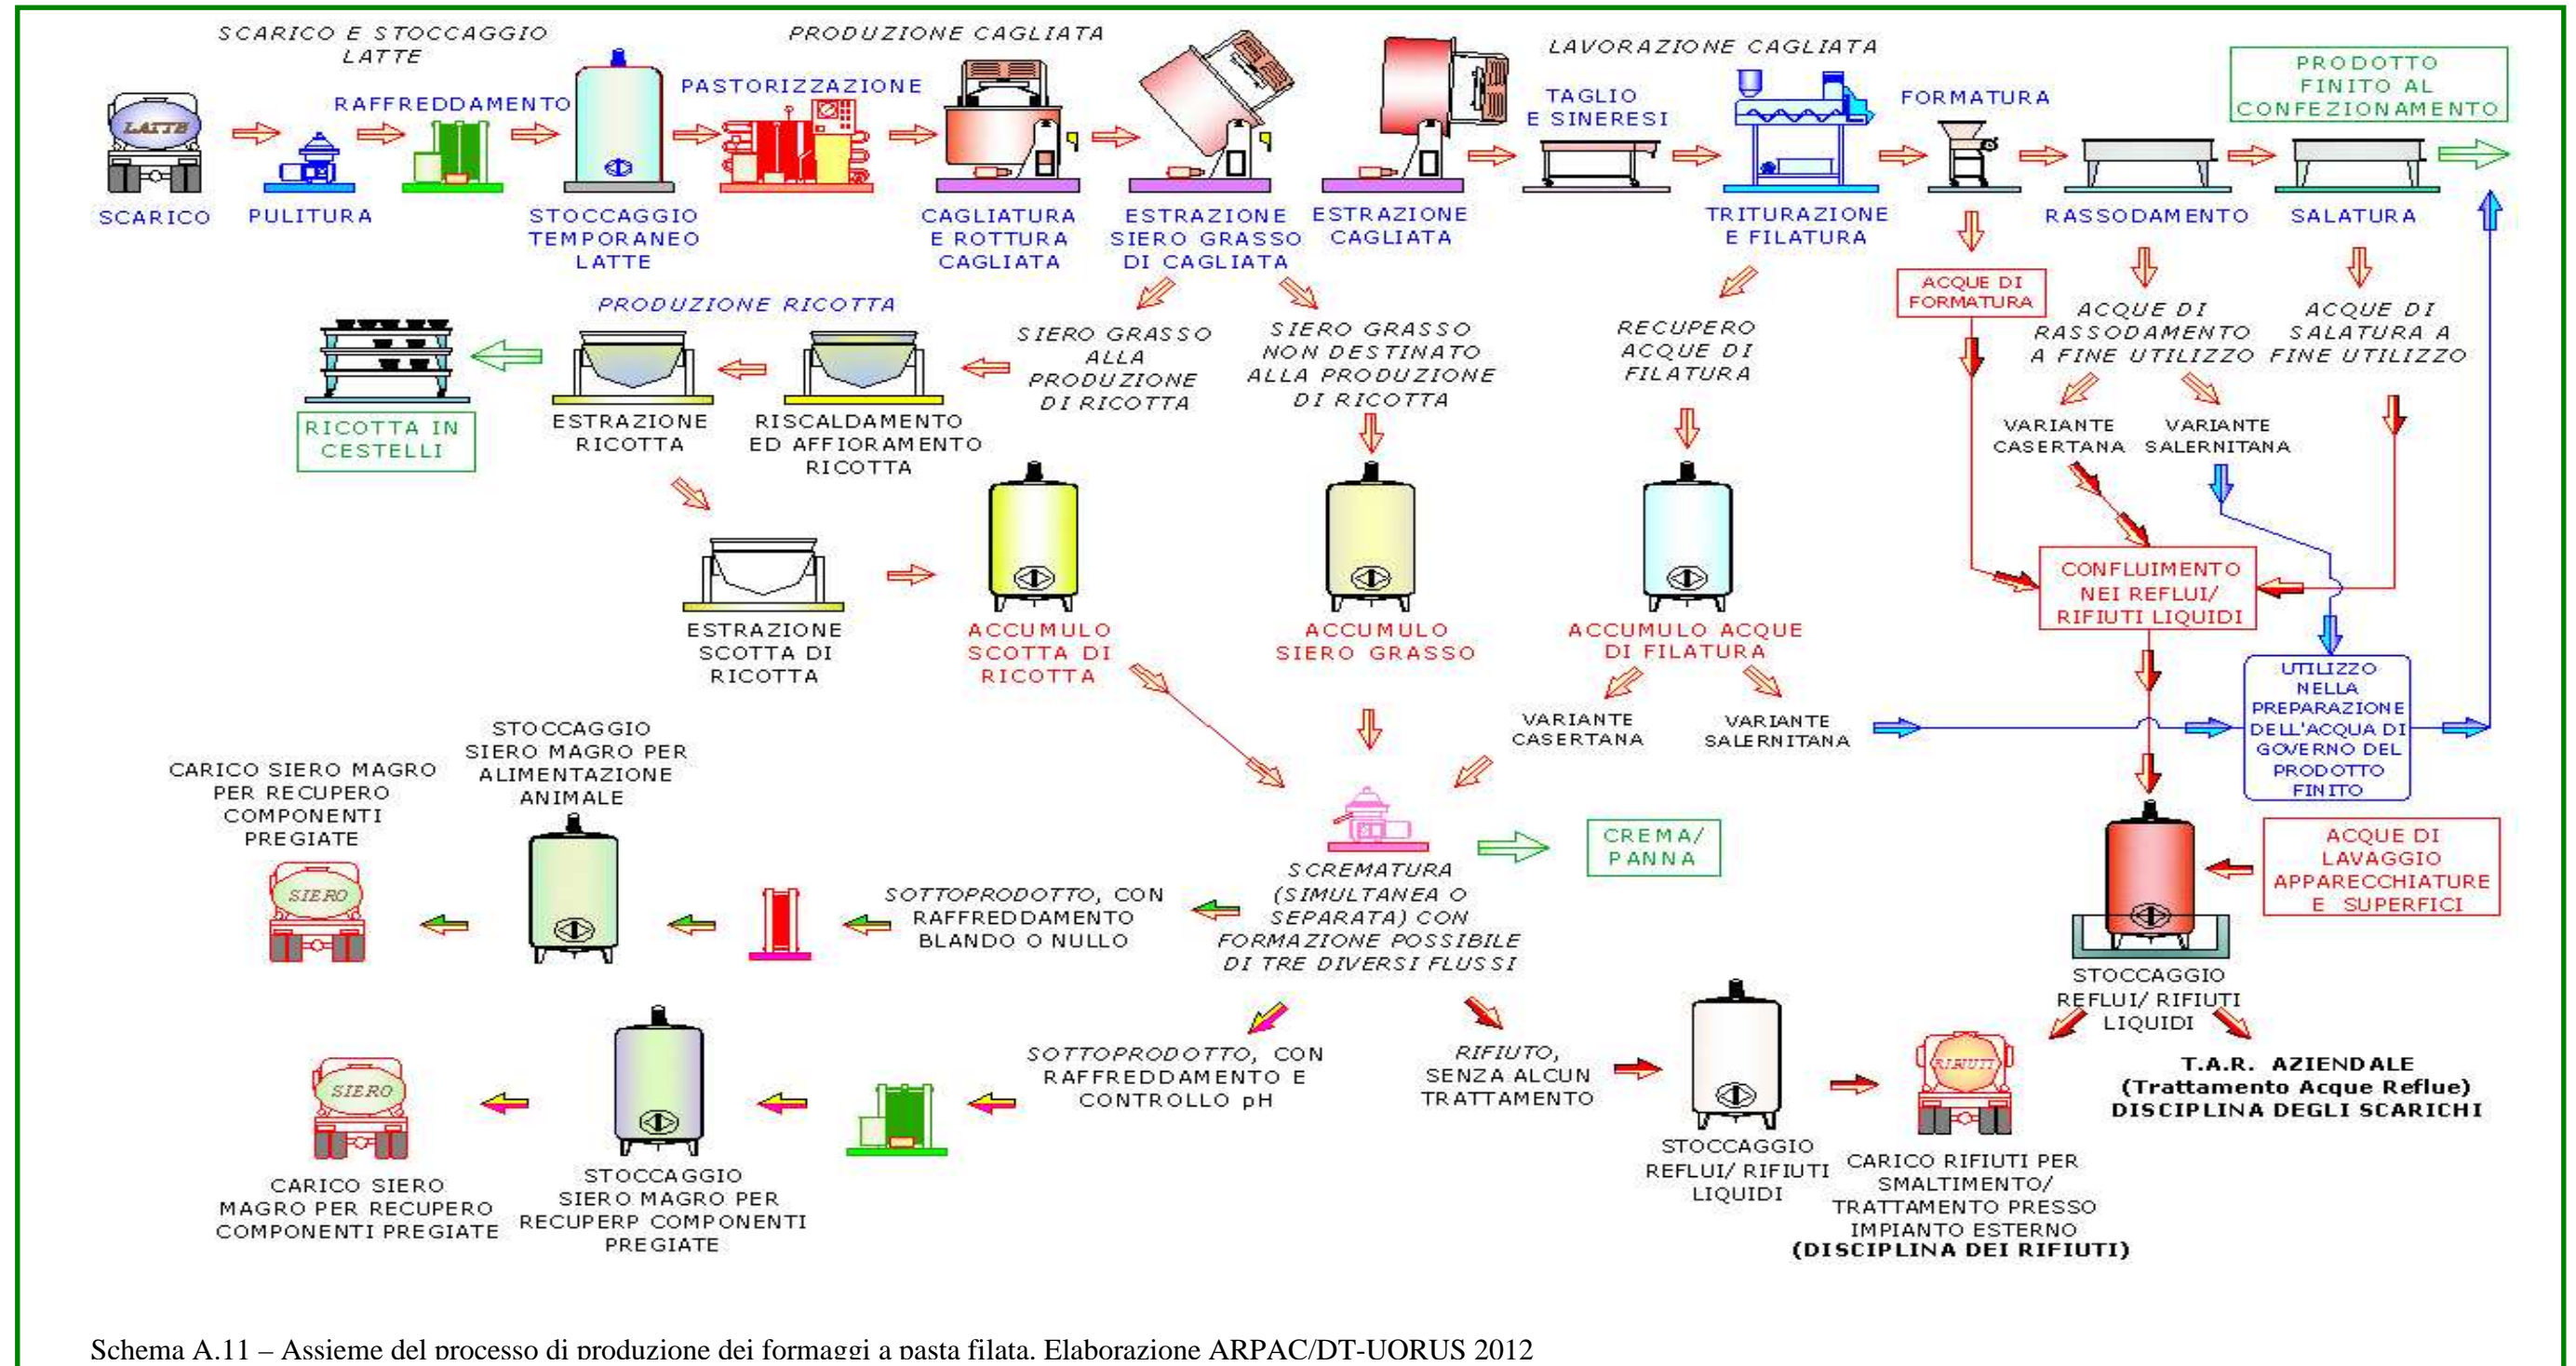 SCARICO E STOCCAGGIO
LATTE
PRODUZIONE CAGLIATA
LAVORAZIONE CAGLIATA
PRODOTTO
FINITO AL
CONFEZIONAMENTO
LATTE
RAFFREDDAMENTO
PASTORIZZAZIONE
TAGLIO
E SINERESI
FORMATURA
SCARICO
PULITURA
STOCCAGGIO
TEMPORANEO
LATTE
CAGLIATURA
E ROTTURA
CAGLIATA
ESTRAZIONE
SIERO GRASSO
DI CAGLIATA
ESTRAZIONE
CAGLIATA
TRITURAZIONE
E FILATURA
RASSODAMENTO
SALATURA
PRODUZIONE RICOTTA
SIERO GRASSO
ALLA
PRODUZIONE
DI RICOTTA
SIERO GRASSO
NON DESTINATO
ALLA PRODUZIONE
DI RICOTTA
RECUPERO
ACQUE DI
FILATURA
ACQUE DI
FORMATURA
ACQUE DI
RASSODAMENTO
A FINE UTILIZZO
ACQUE DI
SALATURA A
FINE UTILIZZO
RICOTTA IN
CESTELLI
ESTRAZIONE
RICOTTA
RISCALDAMENTO
ED AFFIORAMENTO
RICOTTA
VARIANTE
CASERTANA
VARIANTE
SALERNITANA
CONFLUIMENTO
NEI REFLUI/
RIFIUTI LIQUIDI
ESTRAZIONE
SCOTTA DI
RICOTTA
ACCUMULO
SCOTTA DI
RICOTTA
ACCUMULO
SIERO GRASSO
ACCUMULO ACQUE
DI FILATURA
VARIANTE
CASERTANA
VARIANTE
SALERNITANA
UTILIZZO
NELLA
PREPARAZIONE
DELL'ACQUA DI
GOVERNO DEL
PRODOTTO
FINITO
CARICO SIERO MAGRO
PER RECUPERO
COMPONENTI
PREGIATE
STOCCAGGIO
SIERO MAGRO PER
ALIMENTAZIONE
ANIMALE
SIERO
SOTTOPRODOTTO, CON
RAFFREDDAMENTO
BLANDO O NULLO
SCREMATURA
(SIMULTANEA O
SEPARATA) CON
FORMAZIONE POSSIBILE
DI TRE DIVERSI FLUSSI
CREMA/
PANNA
ACQUE DI
LAVAGGIO
APPARECCHIATURE
E SUPERFICI
STOCCAGGIO
REFLUI/ RIFIUTI
LIQUIDI
SIERO
CARICO SIERO
MAGRO PER RECUPERO
COMPONENTI PREGIATE
STOCCAGGIO
SIERO MAGRO PER
RECUPERP COMPONENTI
PREGIATE
SOTTOPRODOTTO, CON
RAFFREDDAMENTO E
CONTROLLO pH
RIFIUTO,
SENZA ALCUN
TRATTAMENTO
STOCCAGGIO
REFLUI/ RIFIUTI
LIQUIDI
RIFIUTI
CARICO RIFIUTI PER
SMALTIMENTO/
TRATTAMENTO PRESSO
IMPIANTO ESTERNO
(DISCIPLINA DEI RIFIUTI)
T.A.R. AZIENDALE
(Trattamento Acque Reflue)
DISCIPLINA DEGLI SCARICHI
Schema A.11 – Assieme del processo di produzione dei formaggi a pasta filata. Elaborazione ARPAC/DT-UORUS 2012